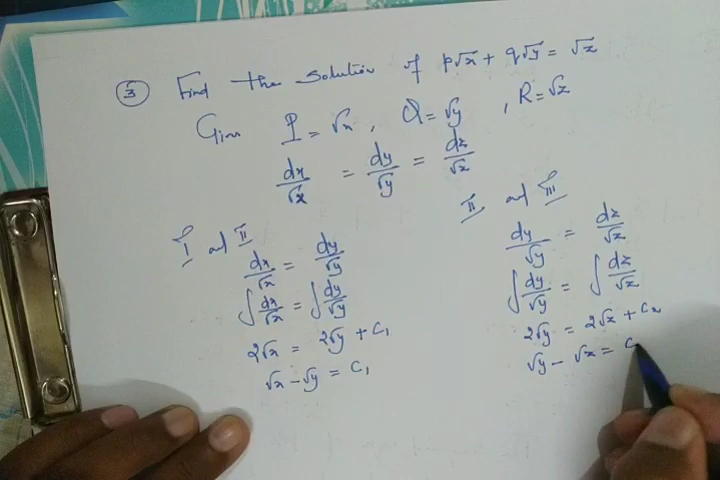 3 Find the solution of p√x + q√y = √z
Given P = √x, Q = √y, R = √z
dx/√x = dy/√y = dz/√z
I and II
dx/√x = dy/√y
∫dx/√x = ∫dy/√y
2√x = 2√y + C₁
√x - √y = C₁
II and III
dy/√y = dz/√z
∫dy/√y = ∫dz/√z
2√y = 2√z + C₂
√y - √z = C